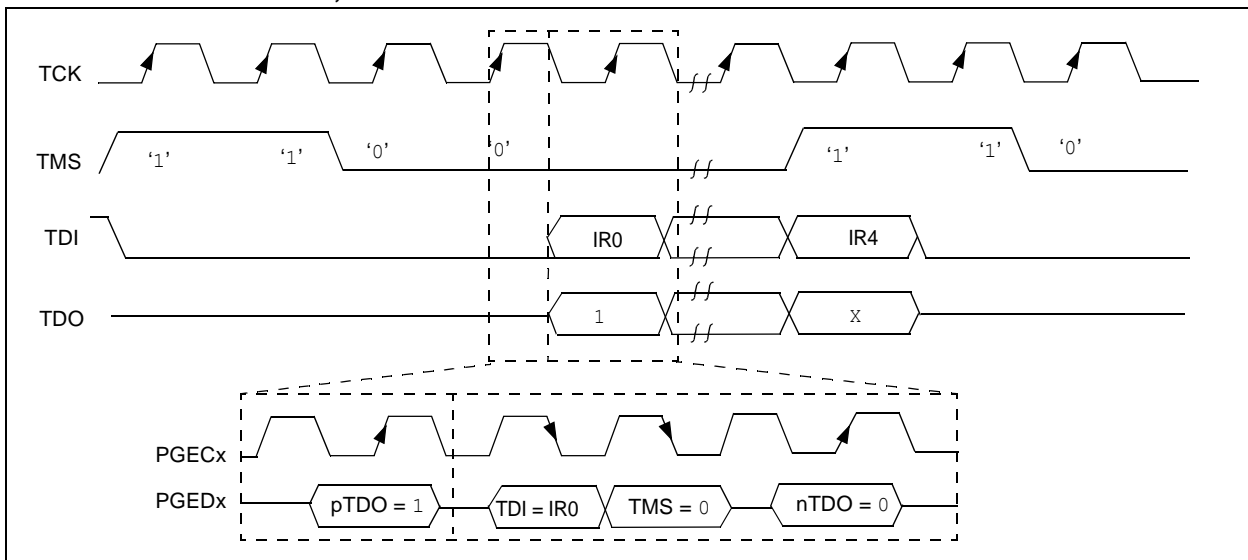 ,
TCK
TMS
‘1’ ‘1’ ‘0’ ‘0’ ‘1’ ‘1’ ‘0’
TDI
IR0 IR4
TDO
1 X
PGECx
PGEDx
pTDO = 1 TDI = IR0 TMS = 0 nTDO = 0